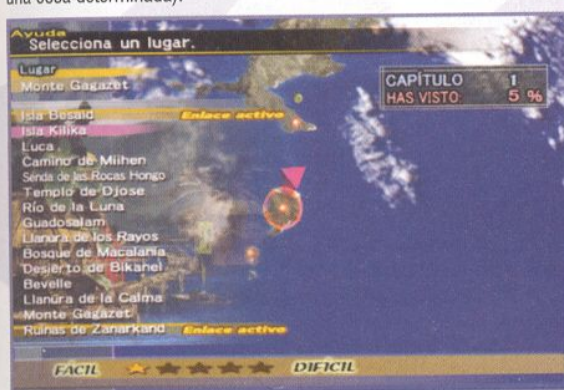 una cosa determinada).
Ayuda
Selecciona un lugar.
Lugar
Monte Gagazet
CAPÍTULO 1
HAS VISTO: 5 %
Isla Besaid Enlace activo
Isla Kilika
Luca
Camino de Miihen
Senda de las Rocas Hongo
Templo de Djose
Río de la Luna
Guadosalam
Llanura de los Rayos
Bosque de Macalania
Desierto de Bikanel
Bevelle
Llanura de la Calma
Monte Gagazet
Ruinas de Zanarkand Enlace activo
FÁCIL DIFÍCIL